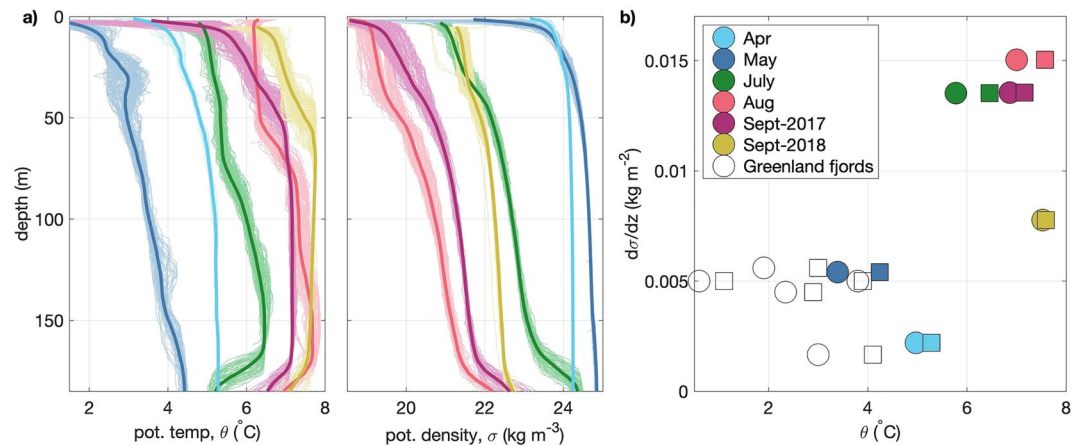 a)
0
50
100
150
depth (m)
2
4
6
8
pot. temp, θ (°C)
20
22
24
pot. density, σ (kg m⁻³)
b)
Apr
May
July
Aug
Sept-2017
Sept-2018
Greenland fjords
0.015
0.01
0.005
0
dσ/dz (kg m⁻²)
2
4
6
8
θ (°C)